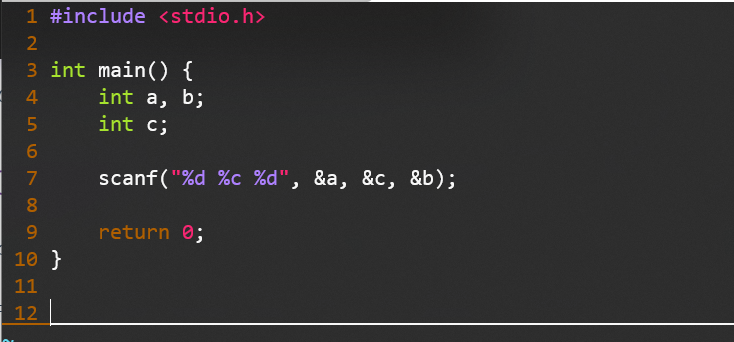 1 #include <stdio.h>
2
3 int main() {
4     int a, b;
5     int c;
6
7     scanf("%d %c %d", &a, &c, &b);
8
9     return 0;
10 }
11
12